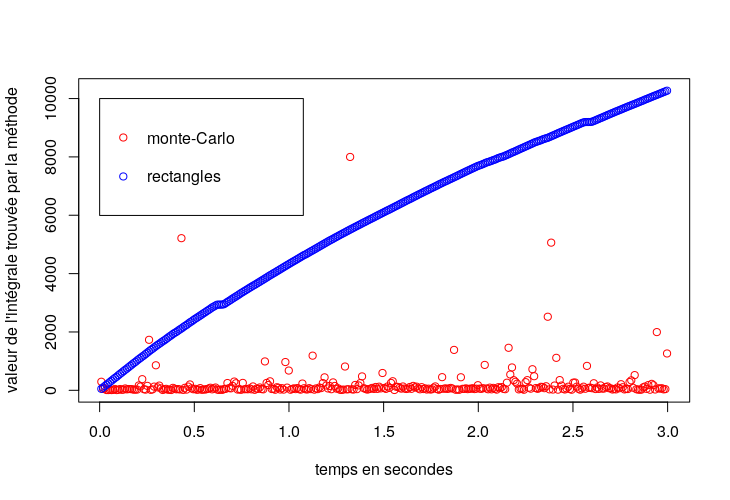 valeur de l'Intégrale trouvée par la méthode
10000
8000
6000
4000
2000
0
monte-Carlo
rectangles
0.0 0.5 1.0 1.5 2.0 2.5 3.0
temps en secondes